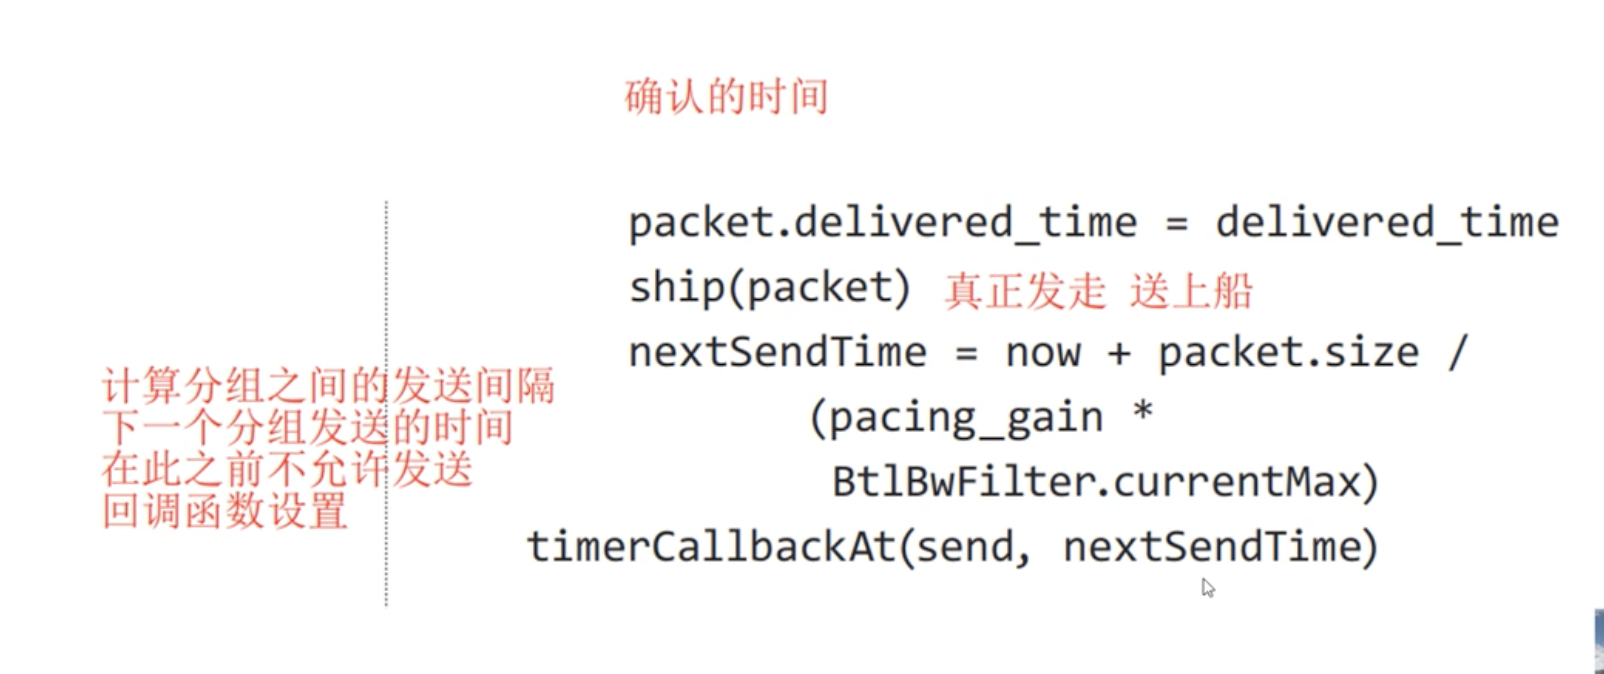 确认的时间
packet.delivered_time = delivered_time
ship(packet) 真正发走 送上船
nextSendTime = now + packet.size /
(pacing_gain *
BtlBwFilter.currentMax)
timerCallbackAt(send, nextSendTime)
计算分组之间的发送间隔
下一个分组发送的时间
在此之前不允许发送
回调函数设置